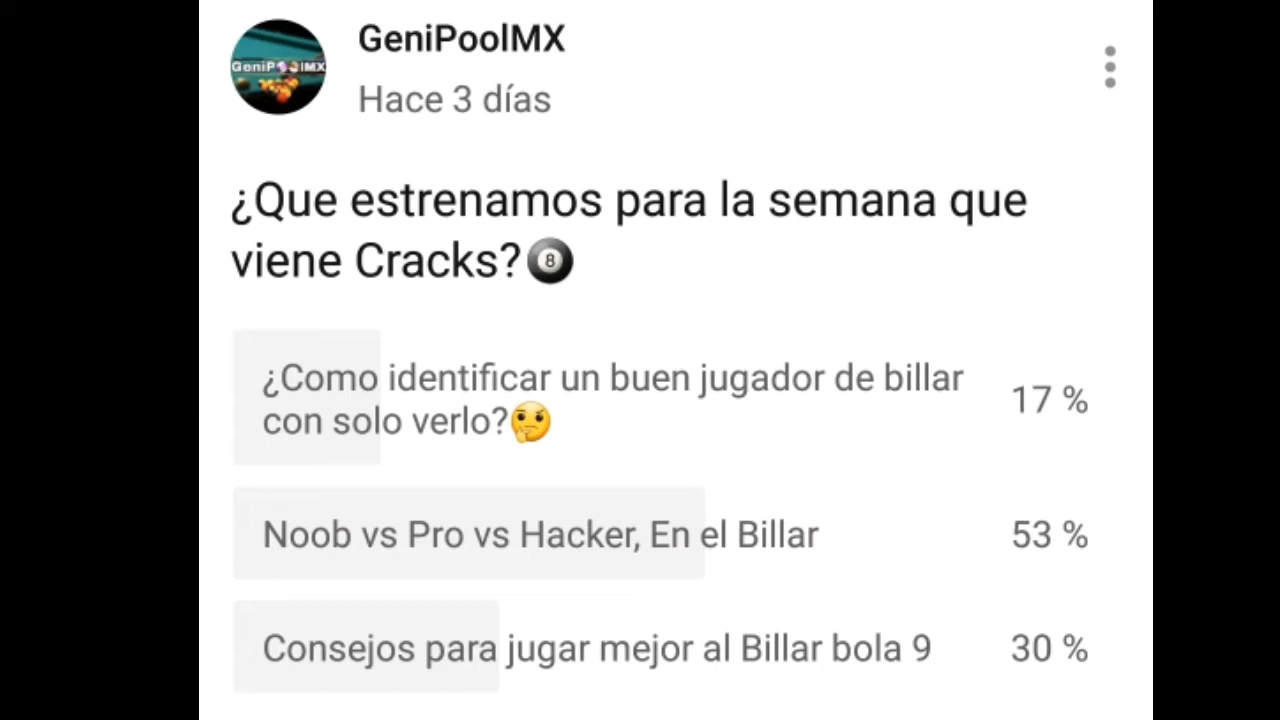 GeniPoolMX
GeniPoolMX
Hace 3 días
¿Que estrenamos para la semana que
viene Cracks?🎱
¿Como identificar un buen jugador de billar
con solo verlo?🤔
17 %
Noob vs Pro vs Hacker, En el Billar
53 %
Consejos para jugar mejor al Billar bola 9
30 %